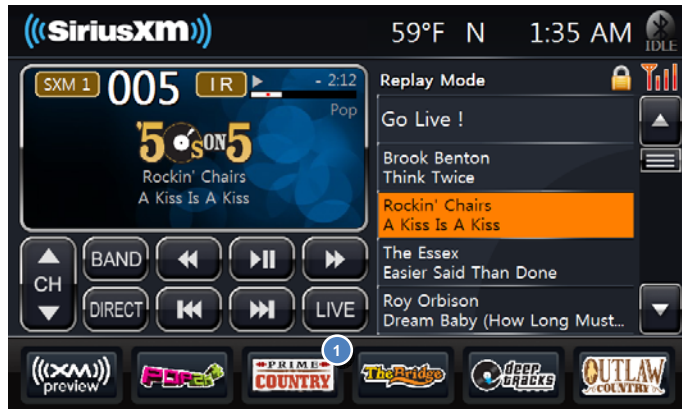 SiriusXM
59°F N 1:35 AM
IDLE
SXM 1 005 IR - 2:12
Pop
'50s ON 5
Rockin' Chairs
A Kiss Is A Kiss
Replay Mode
Go Live !
Brook Benton
Think Twice
Rockin' Chairs
A Kiss Is A Kiss
The Essex
Easier Said Than Done
Roy Orbison
Dream Baby (How Long Must...
CH
BAND
DIRECT
LIVE
1
((XM))
preview
POP2K
PRIME
COUNTRY
The Bridge
deep
tracks
OUTLAW
COUNTRY